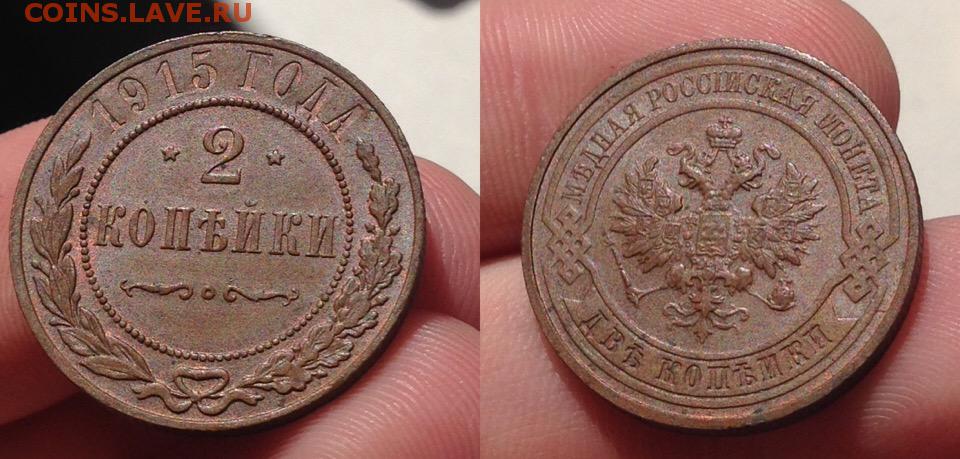 COINS.LAVE.RU
1915 ГОДА
2
КОПѢЙКИ
МѢДНАЯ РОССІЙСКАЯ МОНЕТА
ДВѢ КОПѢЙКИ